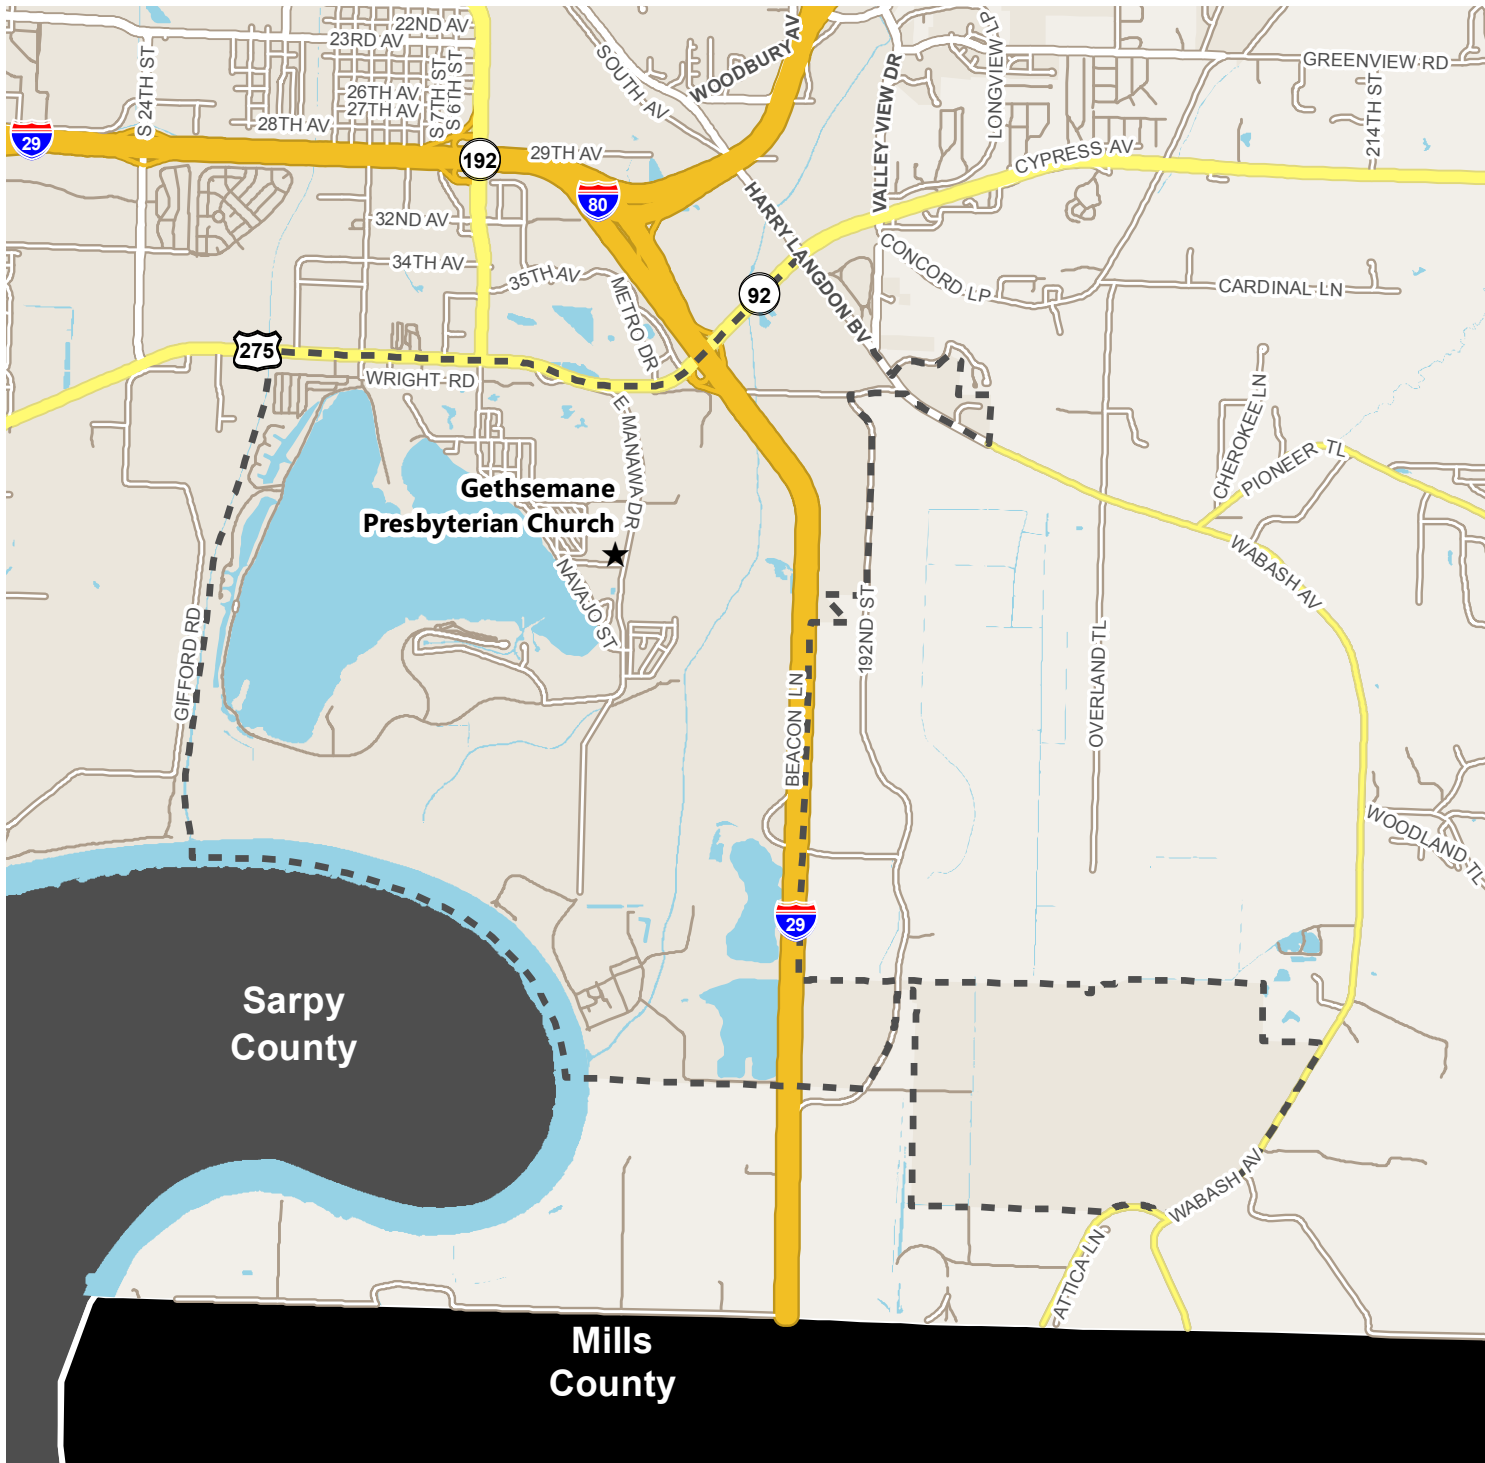 22ND AV
23RD AV
S 24TH ST
26TH AV
27TH AV
28TH AV
S 7TH ST
S 6TH ST
SOUTH AV
WOODBURY AV
VALLEY VIEW DR
LONGVIEW LP
GREENVIEW RD
214TH ST
29
192
29TH AV
80
CYPRESS AV
32ND AV
34TH AV
35TH AV
METRO DR
HARRY LANGDON BV
92
CONCORD LP
CARDINAL LN
275
WRIGHT RD
E MANAWA DR
CHEROKEE LN
PIONEER TL
Gethsemane
Presbyterian Church
NAVAJO ST
GIFFORD RD
192ND ST
BEACON LN
OVERLAND TL
WABASH AV
WOODLAND TL
29
Sarpy
County
WABASH AV
ATTICA LN
Mills
County